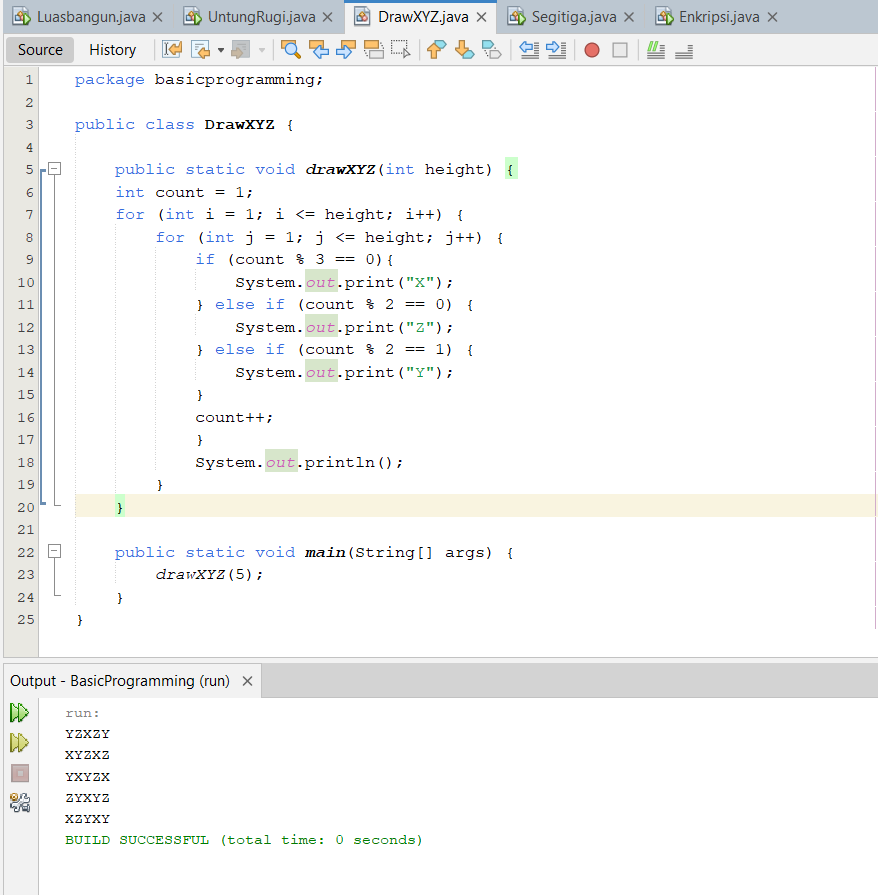 Luasbangun.java × UntungRugi.java × DrawXYZ.java × Segitiga.java × Enkripsi.java ×
Source History
1 package basicprogramming;
2
3 public class DrawXYZ {
4
5 public static void drawXYZ(int height) {
6 int count = 1;
7 for (int i = 1; i <= height; i++) {
8 for (int j = 1; j <= height; j++) {
9 if (count % 3 == 0){
10 System.out.print("X");
11 } else if (count % 2 == 0) {
12 System.out.print("Z");
13 } else if (count % 2 == 1) {
14 System.out.print("Y");
15 }
16 count++;
17 }
18 System.out.println();
19 }
20 }
21
22 public static void main(String[] args) {
23 drawXYZ(5);
24 }
25 }
Output - BasicProgramming (run) ×
run:
YZXZY
XYZXZ
YXYZX
ZYXYZ
XZYXY
BUILD SUCCESSFUL (total time: 0 seconds)